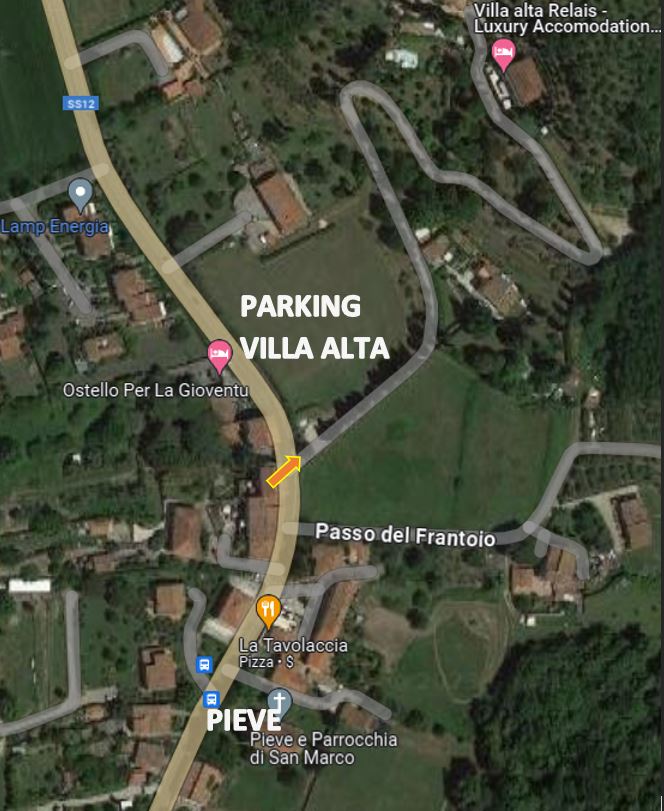 Villa alta Relais -
Luxury Accomodation...
SS12
Lamp Energia
PARKING
VILLA ALTA
Ostello Per La Gioventu
Passo del Frantoio
La Tavolaccia
Pizza • $
PIEVE
Pieve e Parrocchia
di San Marco